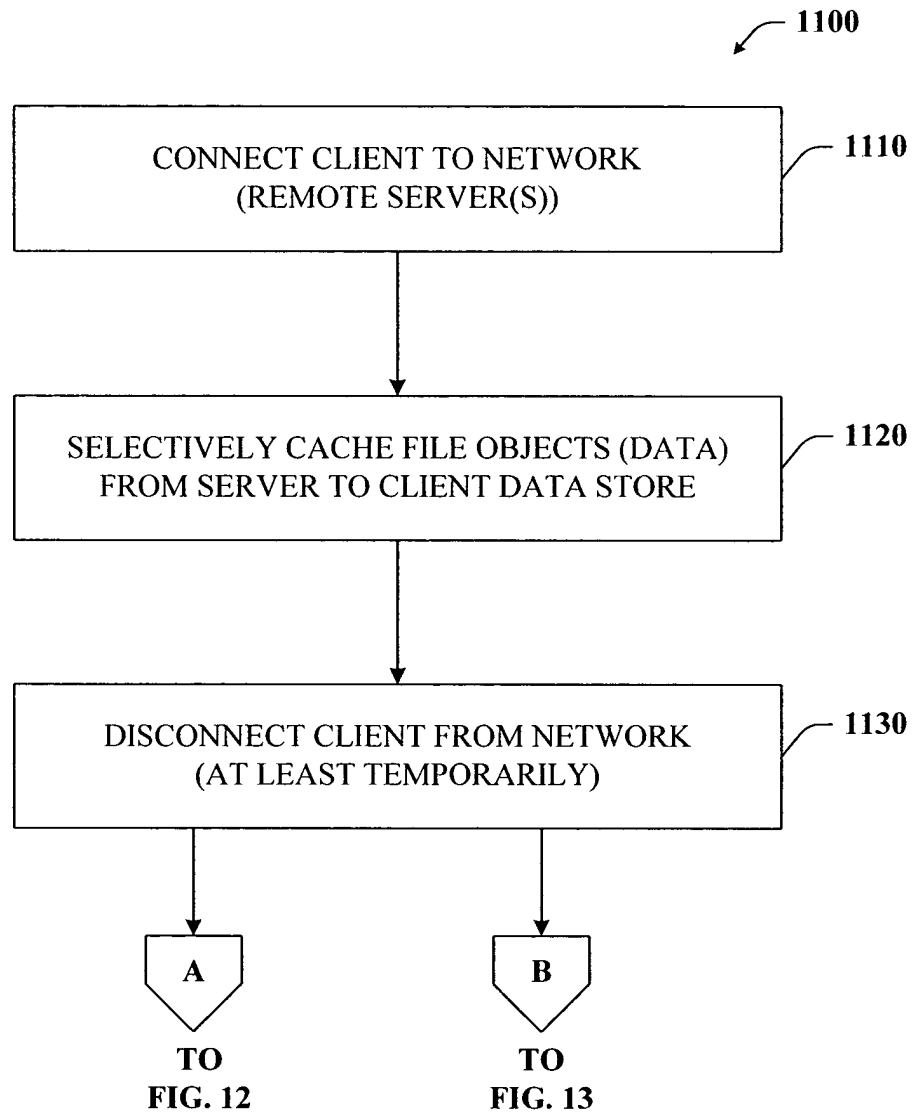 1100
CONNECT CLIENT TO NETWORK
(REMOTE SERVER(S))
1110
SELECTIVELY CACHE FILE OBJECTS (DATA)
FROM SERVER TO CLIENT DATA STORE
1120
DISCONNECT CLIENT FROM NETWORK
(AT LEAST TEMPORARILY)
1130
A
B
TO
FIG. 12
TO
FIG. 13